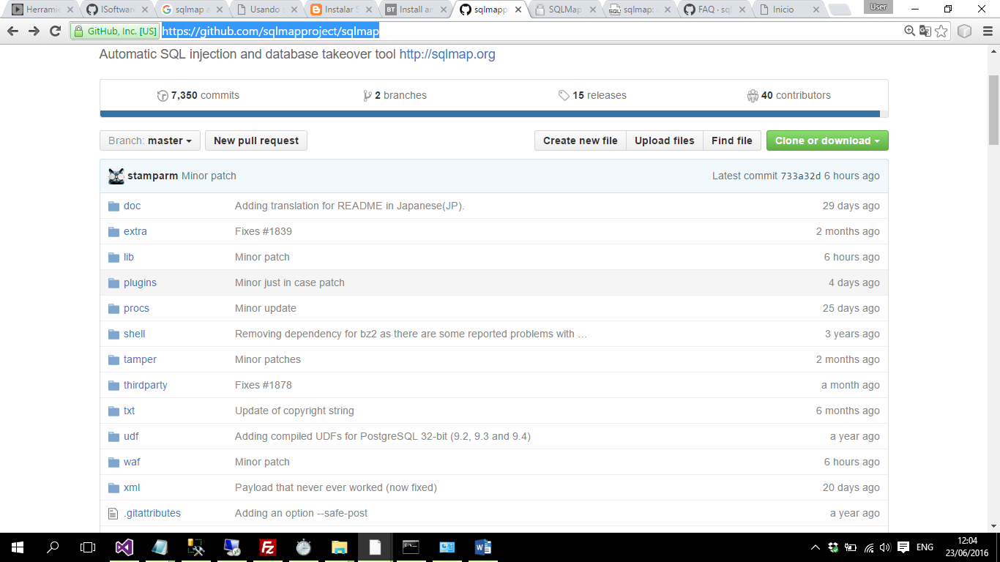 Herramie
ISoftware
sqlmap a
Usando s
Instalar S
Install an
sqlmapp
SQLMap
sqlmap:
FAQ · sq
Inicio
User
GitHub, Inc. [US]
https://github.com/sqlmapproject/sqlmap
Automatic SQL injection and database takeover tool http://sqlmap.org
7,350 commits
2 branches
15 releases
40 contributors
Branch: master
New pull request
Create new file
Upload files
Find file
Clone or download
stamparm Minor patch
Latest commit 733a32d 6 hours ago
doc Adding translation for README in Japanese(JP). 29 days ago
extra Fixes #1839 2 months ago
lib Minor patch 6 hours ago
plugins Minor just in case patch 4 days ago
procs Minor update 25 days ago
shell Removing dependency for bz2 as there are some reported problems with … 3 years ago
tamper Minor patches 2 months ago
thirdparty Fixes #1878 a month ago
txt Update of copyright string 6 months ago
udf Adding compiled UDFs for PostgreSQL 32-bit (9.2, 9.3 and 9.4) a year ago
waf Minor patch 6 hours ago
xml Payload that never ever worked (now fixed) 20 days ago
.gitattributes Adding an option --safe-post a year ago
ENG
12:04
23/06/2016